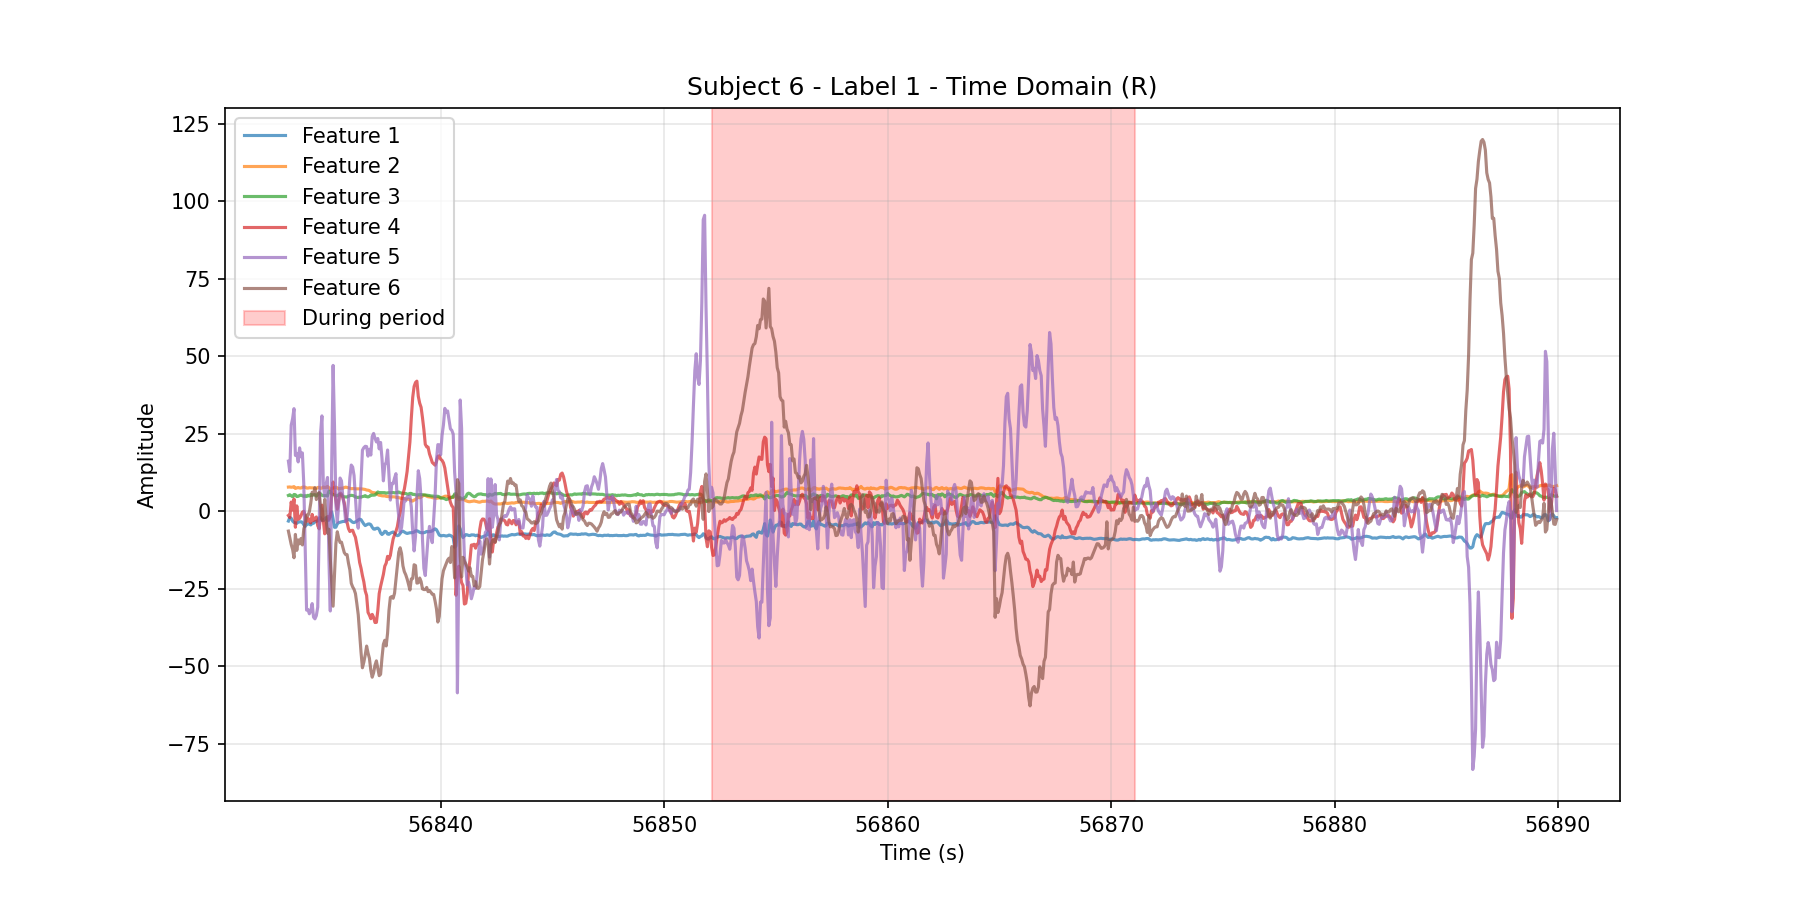 Subject 6 - Label 1 - Time Domain (R)
125
100
75
50
25
0
−25
−50
−75
Amplitude
Feature 1
Feature 2
Feature 3
Feature 4
Feature 5
Feature 6
During period
56840 56850 56860 56870 56880 56890
Time (s)